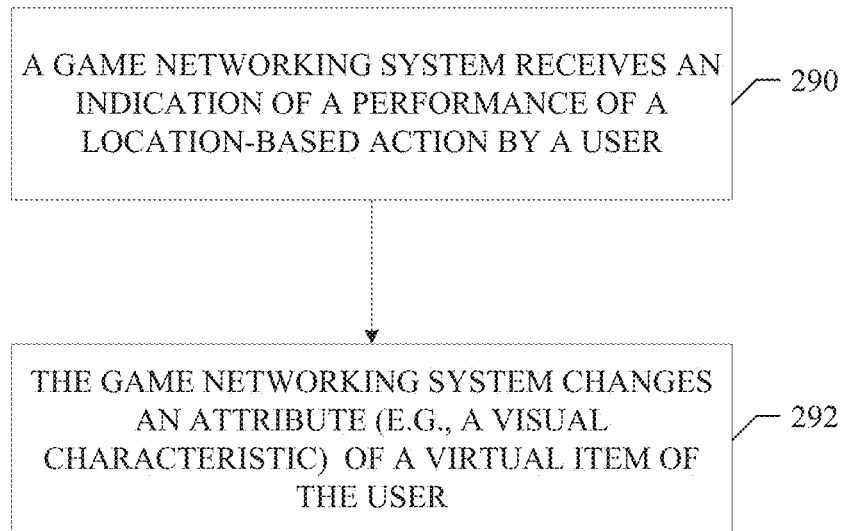 A GAME NETWORKING SYSTEM RECEIVES AN
INDICATION OF A PERFORMANCE OF A
LOCATION-BASED ACTION BY A USER
290
THE GAME NETWORKING SYSTEM CHANGES
AN ATTRIBUTE (E.G., A VISUAL
CHARACTERISTIC) OF A VIRTUAL ITEM OF
THE USER
292